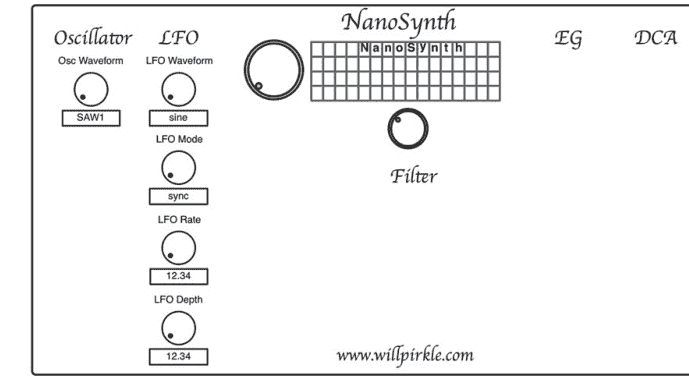 NanoSynth
Oscillator
LFO
EG
DCA
Osc Waveform
LFO Waveform
NanoSynth
SAW1
sine
LFO Mode
sync
Filter
LFO Rate
12.34
LFO Depth
12.34
www.willpirkle.com